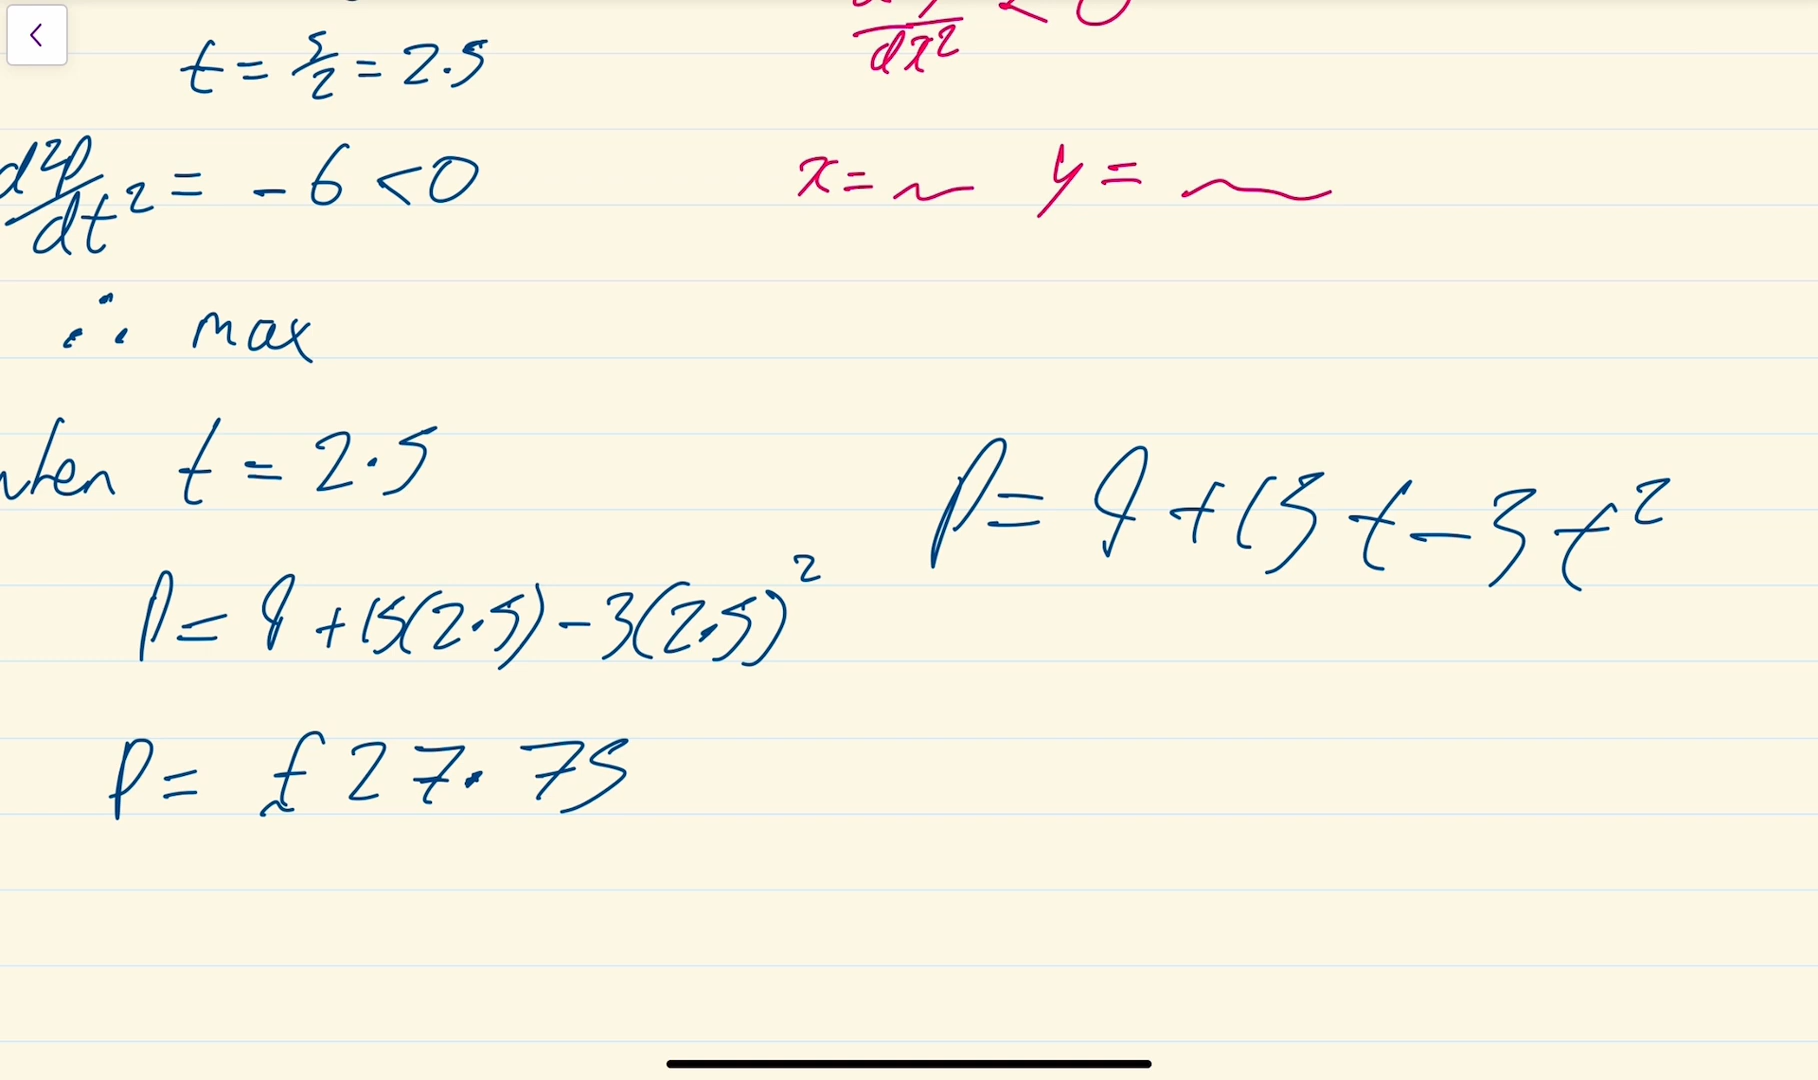 t = 5/2 = 2.5
d²y/dx² < 0
d²p/dt² = -6 < 0
x = y =
∴ max
when t = 2.5
P = 9 + 15t - 3t²
P = 9 + 15(2.5) - 3(2.5)²
P = £27.75